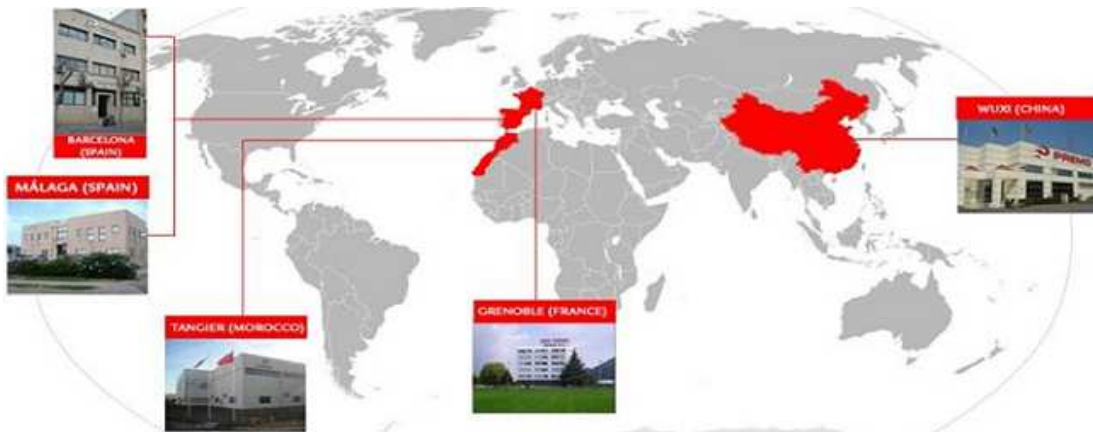 BARCELONA
(SPAIN)
MÁLAGA (SPAIN)
TANGIER (MOROCCO)
GRENOBLE (FRANCE)
WUXI (CHINA)
PREMO